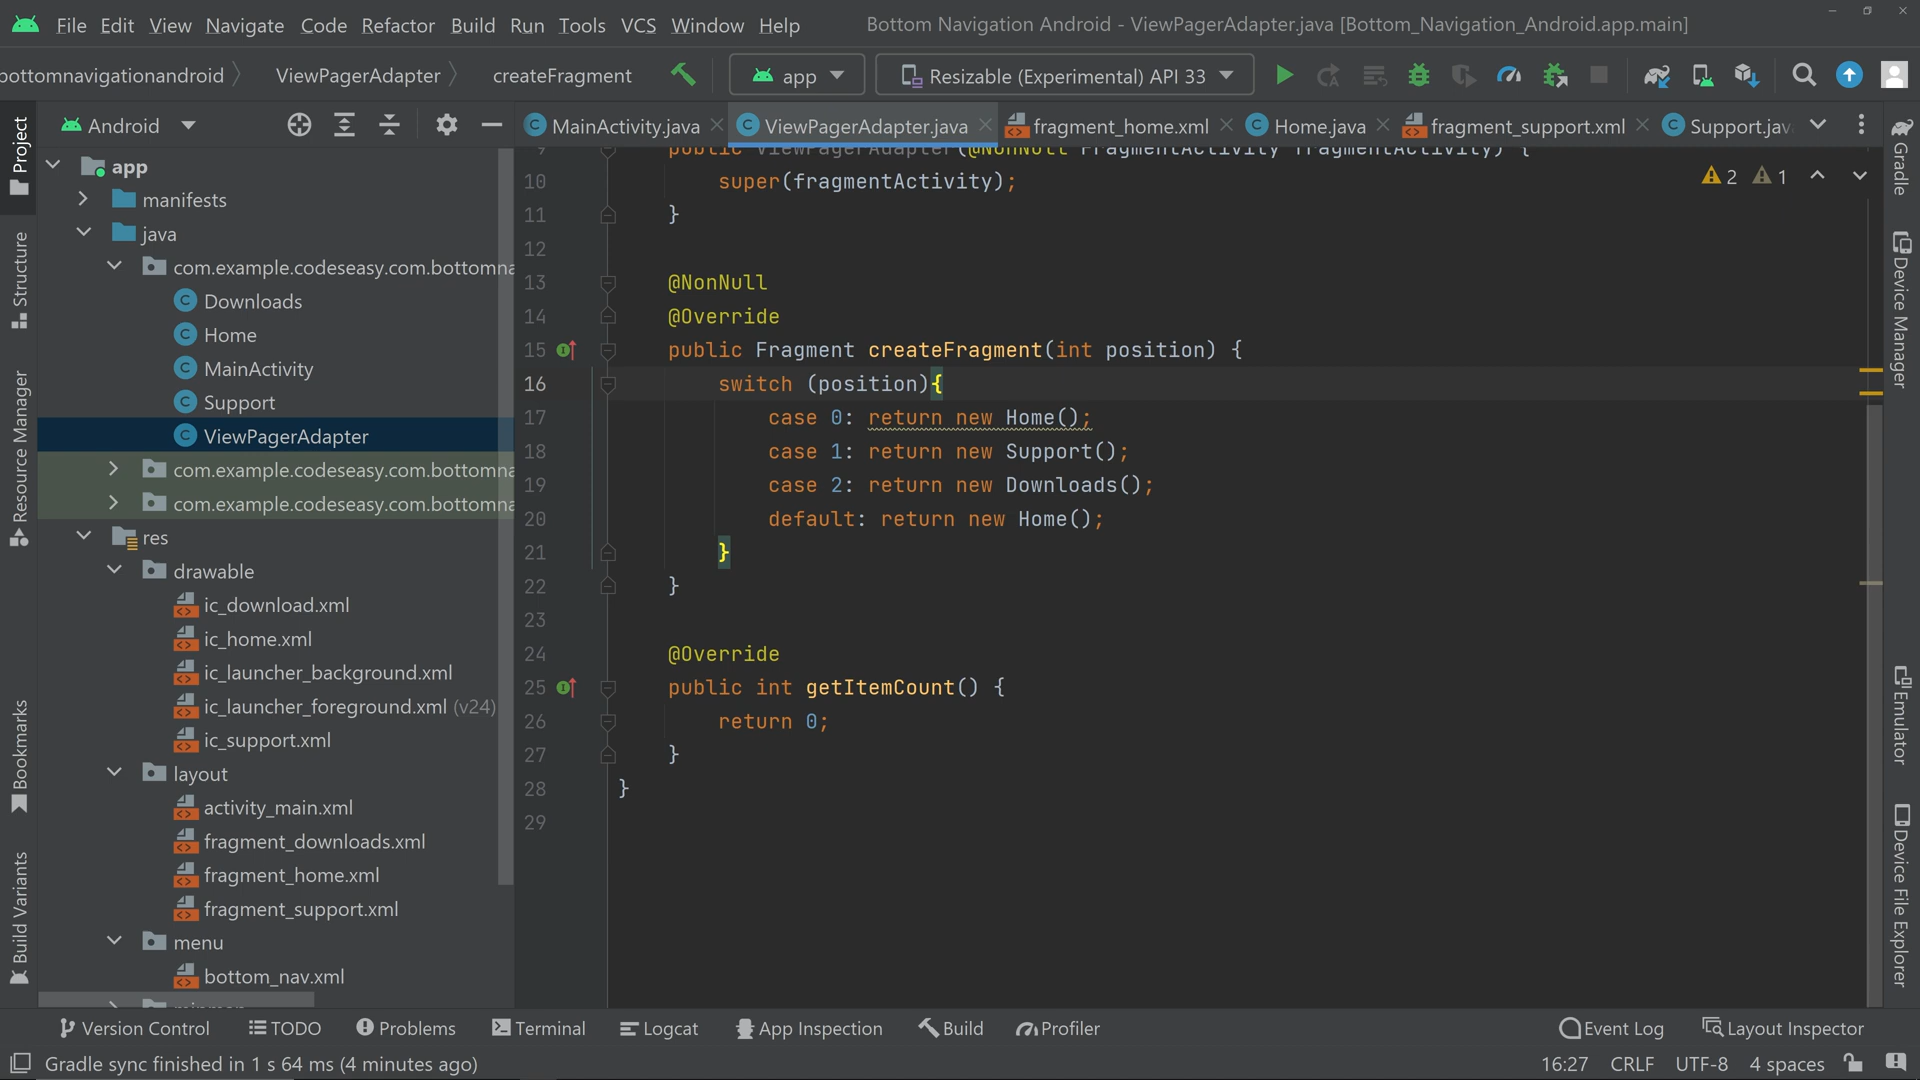 File Edit View Navigate Code Refactor Build Run Tools VCS Window Help Bottom Navigation Android - ViewPagerAdapter.java [Bottom_Navigation_Android.app.main]
bottomnavigationandroid ViewPagerAdapter createFragment app Resizable (Experimental) API 33
Android MainActivity.java ViewPagerAdapter.java fragment_home.xml Home.java fragment_support.xml Support.jav
Project
Structure
Resource Manager
Bookmarks
Build Variants
app
manifests
java
com.example.codeseasy.com.bottomna
Downloads
Home
MainActivity
Support
ViewPagerAdapter
com.example.codeseasy.com.bottomna
com.example.codeseasy.com.bottomna
res
drawable
ic_download.xml
ic_home.xml
ic_launcher_background.xml
ic_launcher_foreground.xml (v24)
ic_support.xml
layout
activity_main.xml
fragment_downloads.xml
fragment_home.xml
fragment_support.xml
menu
bottom_nav.xml
9 public ViewPagerAdapter(@NonNull FragmentActivity fragmentActivity) {
10 super(fragmentActivity);
11 }
12
13 @NonNull
14 @Override
15 public Fragment createFragment(int position) {
16 switch (position){
17 case 0: return new Home();
18 case 1: return new Support();
19 case 2: return new Downloads();
20 default: return new Home();
21 }
22 }
23
24 @Override
25 public int getItemCount() {
26 return 0;
27 }
28 }
29
2 1
Gradle
Device Manager
Emulator
Device File Explorer
Version Control TODO Problems Terminal Logcat App Inspection Build Profiler Event Log Layout Inspector
Gradle sync finished in 1 s 64 ms (4 minutes ago) 16:27 CRLF UTF-8 4 spaces